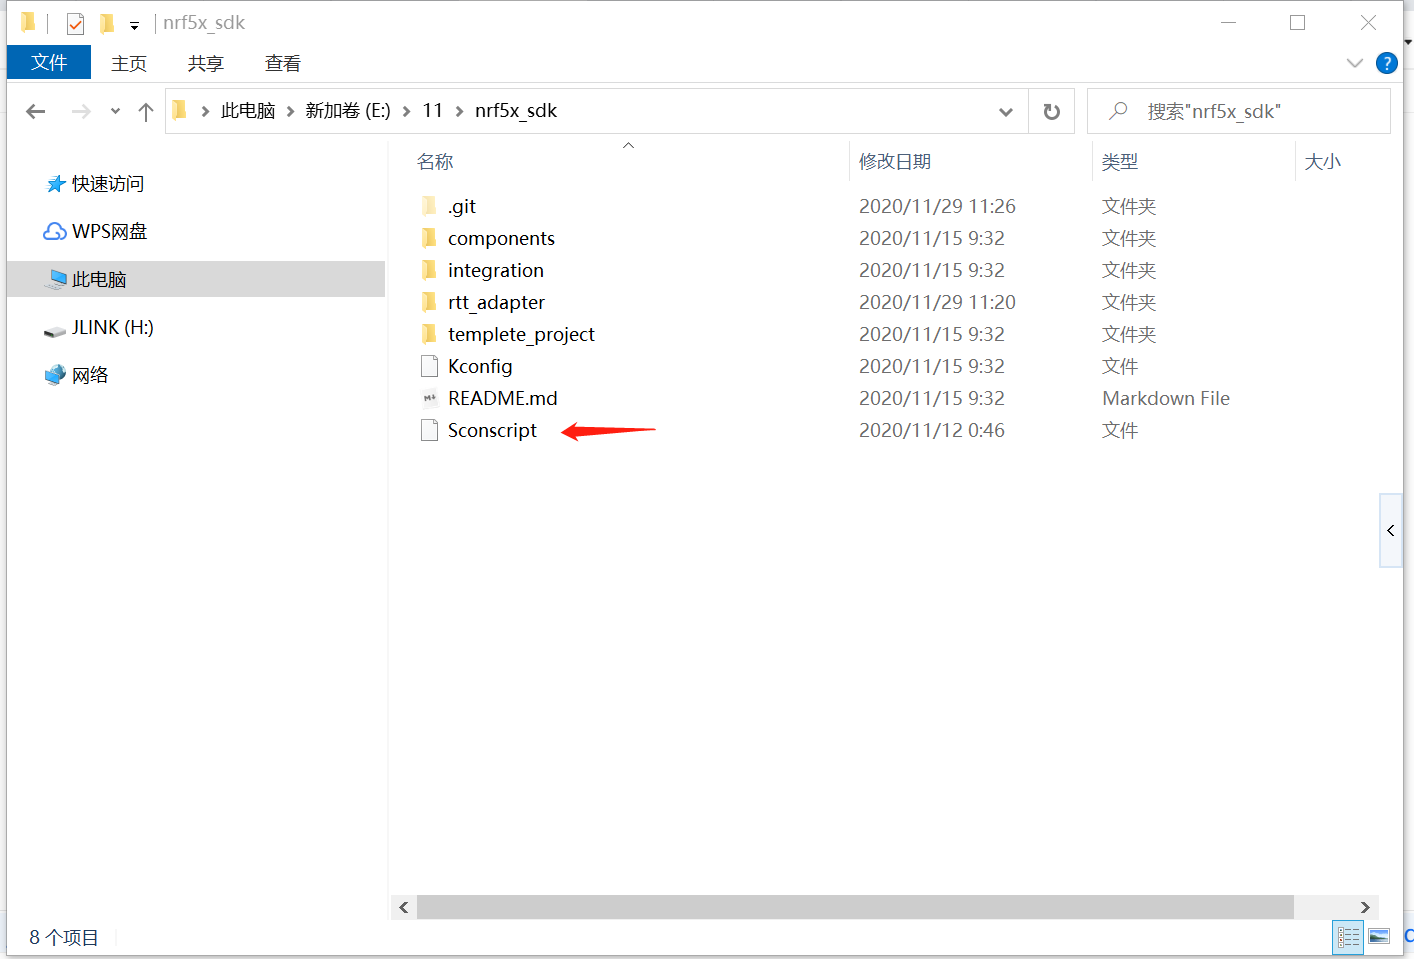 nrf5x_sdk
文件 主页 共享 查看 ?
此电脑 新加卷 (E:) 11 nrf5x_sdk 搜索"nrf5x_sdk"
快速访问
WPS网盘
此电脑
JLINK (H:)
网络
名称 修改日期 类型 大小
.git 2020/11/29 11:26 文件夹
components 2020/11/15 9:32 文件夹
integration 2020/11/15 9:32 文件夹
rtt_adapter 2020/11/29 11:20 文件夹
templete_project 2020/11/15 9:32 文件夹
Kconfig 2020/11/15 9:32 文件
README.md 2020/11/15 9:32 Markdown File
Sconscript 2020/11/12 0:46 文件
8 个项目